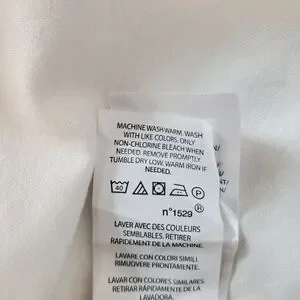 MACHINE WASH WARM. WASH
WITH LIKE COLORS. ONLY
NON-CHLORINE BLEACH WHEN
NEEDED. REMOVE PROMPTLY
TUMBLE DRY LOW. WARM IRON IF
NEEDED.
40 P
n°1529 ®
LAVER AVEC DES COULEURS
SEMBLABLES. RETIRER
RAPIDEMENT DE LA MACHINE.
LAVARE CON COLORI SIMILI.
RIMUOVERE PRONTAMENTE.
LAVAR CON COLORES SIMILARES.
RETIRAR RÁPIDAMENTE DE LA
LAVADORA.